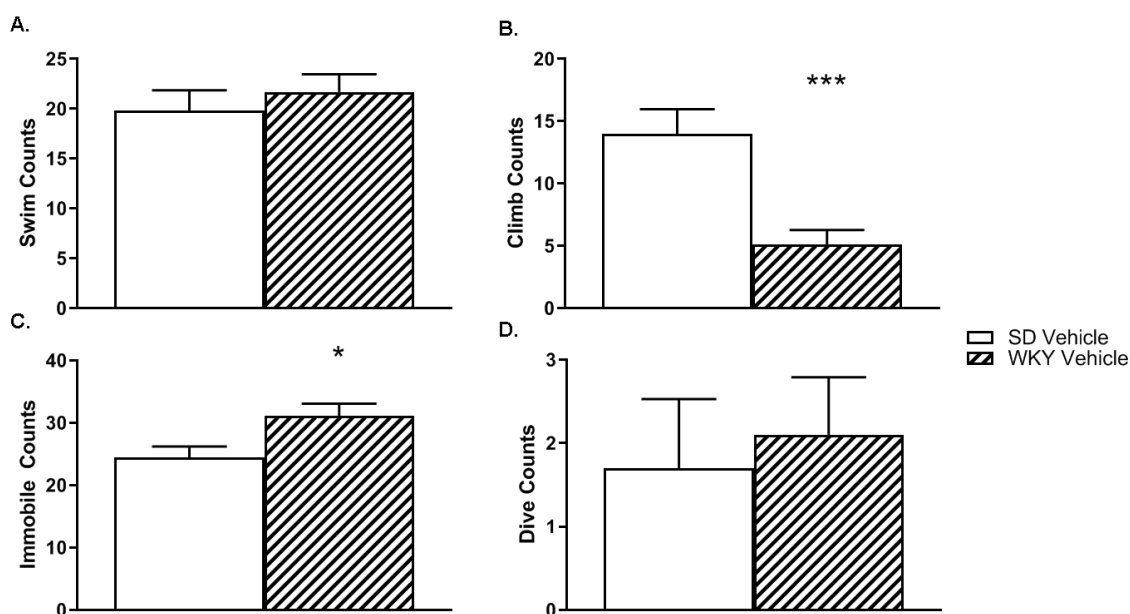 A.
Swim Counts
25
20
15
10
5
0
B.
Climb Counts
20
15
10
5
0
***
C.
Immobile Counts
40
30
20
10
0
*
D.
Dive Counts
3
2
1
0
SD Vehicle
WKY Vehicle